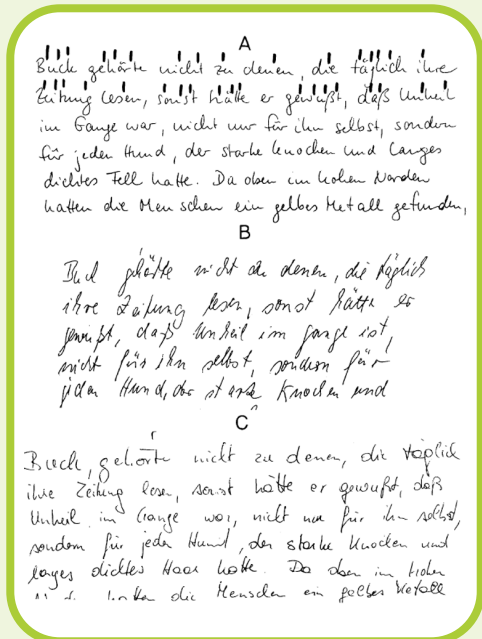 A
Buck gehörte nicht zu denen, die täglich ihre
Zeitung lesen, sonst hätte er gewußt, daß Unheil
im Gange war, nicht nur für ihn selbst, sondern
für jeden Hund, der starke Knochen und langes
dichtes Fell hatte. Da oben im hohen Norden
hatten die Menschen ein gelbes Metall gefunden,
B
Buck gehörte nicht zu denen, die täglich
ihre Zeitung lesen, sonst hätte er
gewußt, daß Unheil im gange ist,
nicht für ihn selbst, sondern für
jeden Hund, der starke Knochen und
C
Buck, gehörte nicht zu denen, die täglich
ihre Zeitung lesen, sonst hätte er gewußt, daß
Unheil im Gange war, nicht nur für ihn selbst,
sondern für jeden Hund, der starke Knochen und
langes dichtes Haar hatte. Da oben im hohen
hatten die Menschen ein gelbes Metall